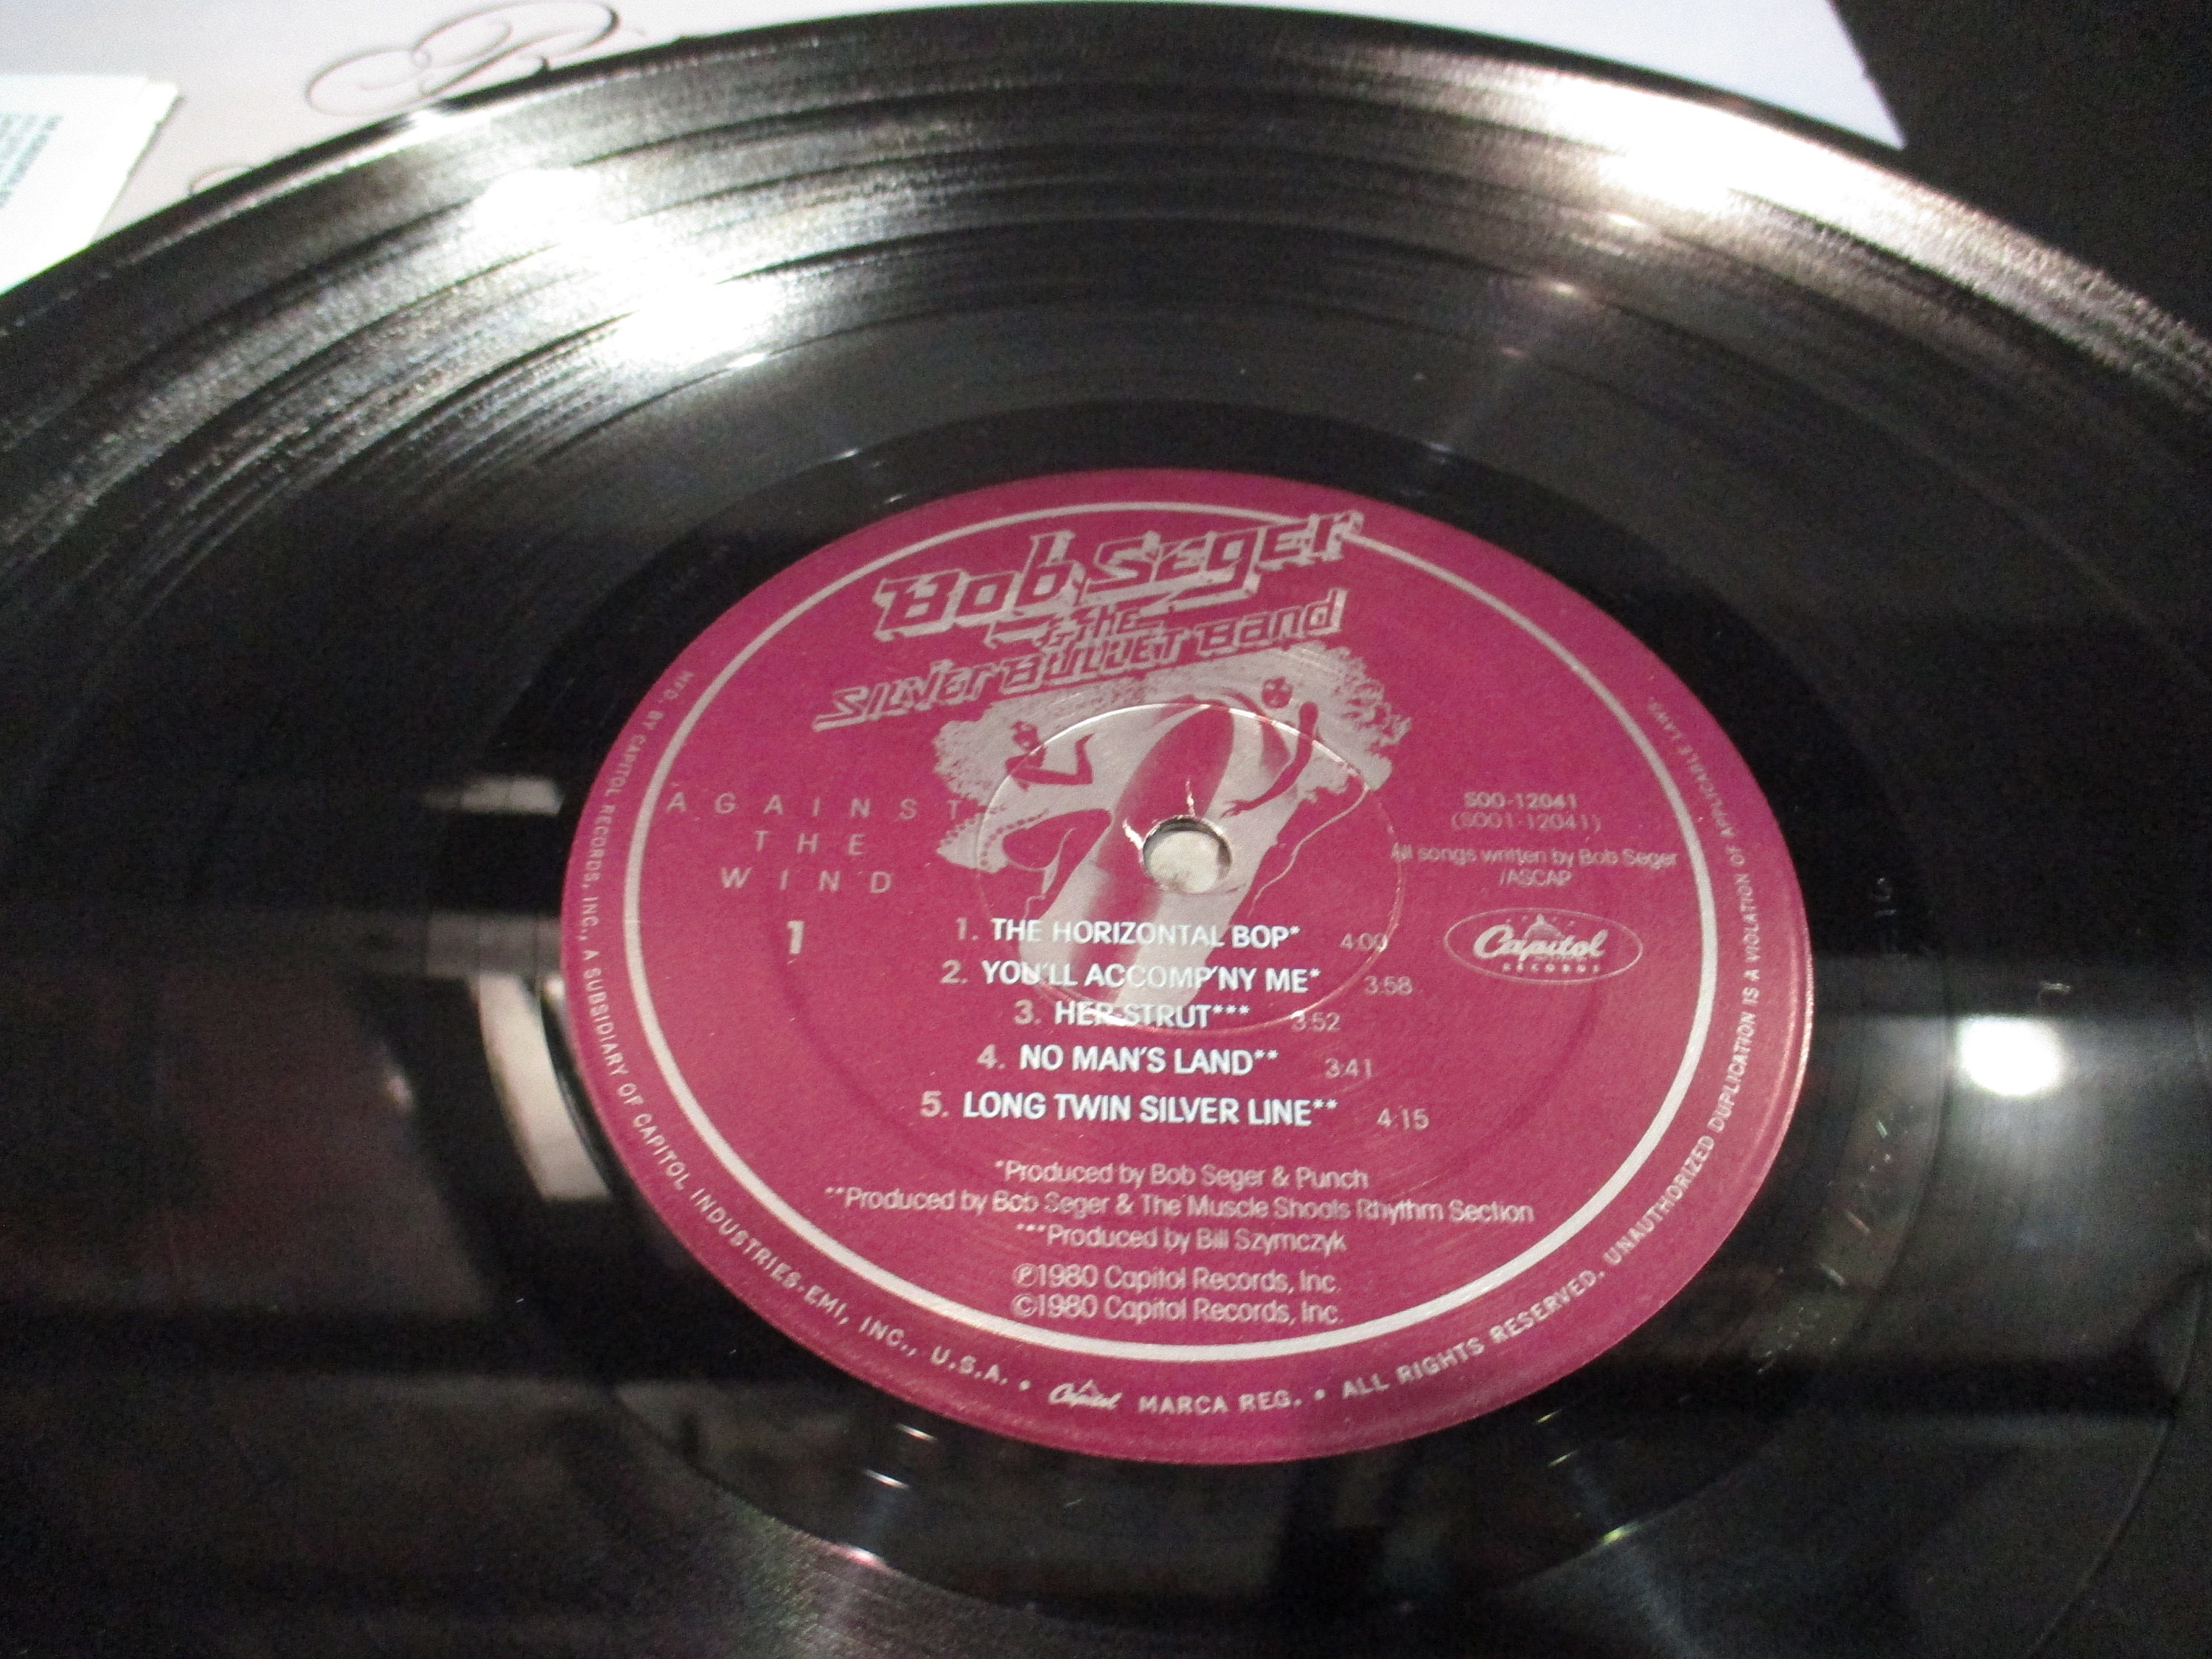 B
Bob Seger
& the
Silver Bullet Band
AGAINST
THE
WIND
1
SOO-12041
(SOO1-12041)
All songs written by Bob Seger
/ASCAP
Capitol
RECORDS
1. THE HORIZONTAL BOP* 4:00
2. YOU'LL ACCOMP'NY ME* 3:58
3. HER STRUT*** 3:52
4. NO MAN'S LAND** 3:41
5. LONG TWIN SILVER LINE** 4:15
*Produced by Bob Seger & Punch
**Produced by Bob Seger & The Muscle Shoals Rhythm Section
***Produced by Bill Szymczyk
℗1980 Capitol Records, Inc.
©1980 Capitol Records, Inc.
MFD. BY CAPITOL RECORDS, INC., A SUBSIDIARY OF CAPITOL INDUSTRIES-EMI, INC., U.S.A. • Capitol MARCA REG. • ALL RIGHTS RESERVED. UNAUTHORIZED DUPLICATION IS A VIOLATION OF APPLICABLE LAWS.